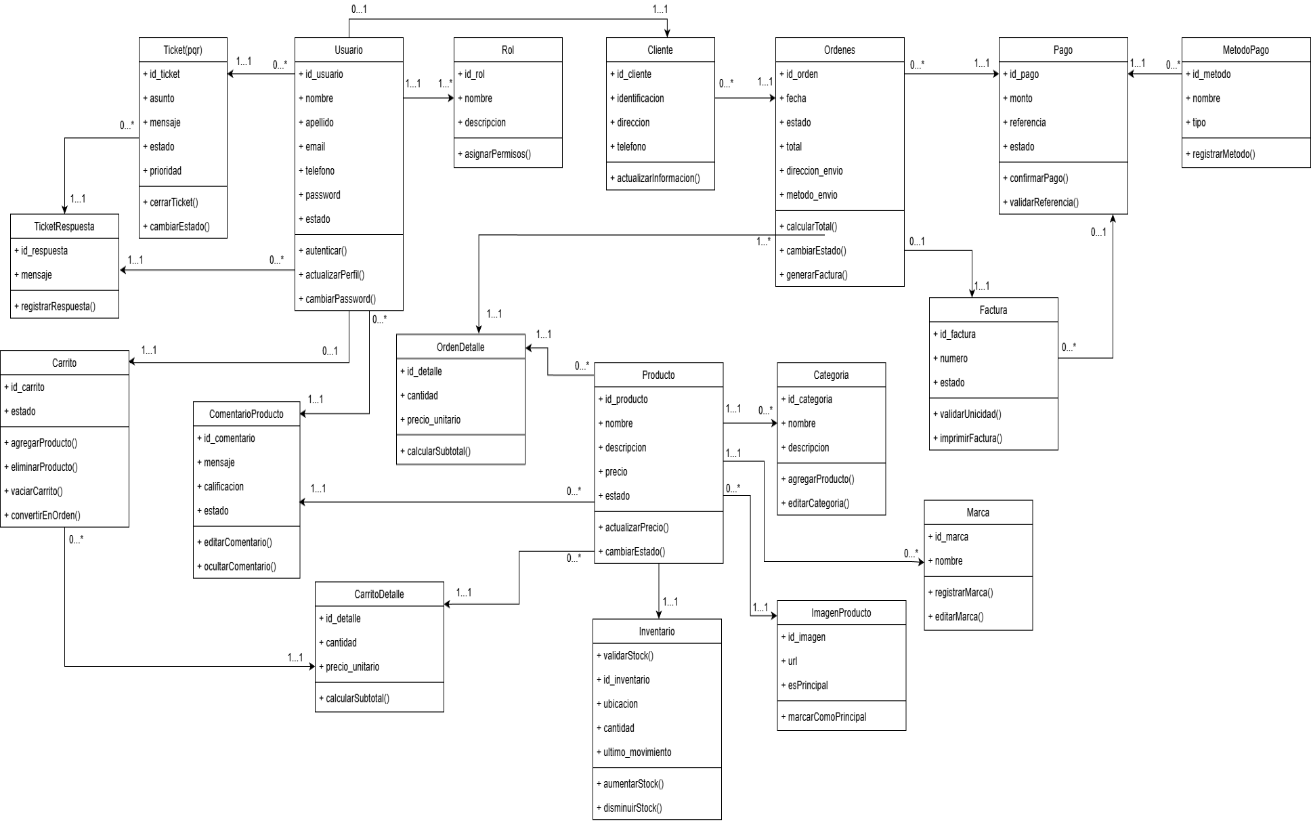 0...1
1...1
Ticket(pqr)
+ id_ticket
+ asunto
+ mensaje
+ estado
+ prioridad
+ cerrarTicket()
+ cambiarEstado()
1...1
0...*
Usuario
+ id_usuario
+ nombre
+ apellido
+ email
+ telefono
+ password
+ estado
+ autenticar()
+ actualizarPerfil()
+ cambiarPassword()
1...1
1...*
Rol
+ id_rol
+ nombre
+ descripcion
+ asignarPermisos()
Cliente
+ id_cliente
+ identificacion
+ direccion
+ telefono
+ actualizarInformacion()
0...*
1...1
Ordenes
+ id_orden
+ fecha
+ estado
+ total
+ direccion_envio
+ metodo_envio
+ calcularTotal()
+ cambiarEstado()
+ generarFactura()
0...*
1...1
Pago
+ id_pago
+ monto
+ referencia
+ estado
+ confirmarPago()
+ validarReferencia()
1...1
0...*
MetodoPago
+ id_metodo
+ nombre
+ tipo
+ registrarMetodo()
0...*
1...1
TicketRespuesta
+ id_respuesta
+ mensaje
+ registrarRespuesta()
1...1
0...*
1...*
1...1
0...1
1...1
0...1
0...*
Factura
+ id_factura
+ numero
+ estado
+ validarUnicidad()
+ imprimirFactura()
1...1
0...1
0...*
1...1
Carrito
+ id_carrito
+ estado
+ agregarProducto()
+ eliminarProducto()
+ vaciarCarrito()
+ convertirEnOrden()
0...*
1...1
ComentarioProducto
+ id_comentario
+ mensaje
+ calificacion
+ estado
+ editarComentario()
+ ocultarComentario()
OrdenDetalle
+ id_detalle
+ cantidad
+ precio_unitario
+ calcularSubtotal()
1...1
0...*
Producto
+ id_producto
+ nombre
+ descripcion
+ precio
+ estado
+ actualizarPrecio()
+ cambiarEstado()
1...1
0...*
Categoria
+ id_categoria
+ nombre
+ descripcion
+ agregarProducto()
+ editarCategoria()
1...1
0...*
1...1
0...*
0...*
1...1
0...*
1...1
Marca
+ id_marca
+ nombre
+ registrarMarca()
+ editarMarca()
CarritoDetalle
+ id_detalle
+ cantidad
+ precio_unitario
+ calcularSubtotal()
1...1
Inventario
+ validarStock()
+ id_inventario
+ ubicacion
+ cantidad
+ ultimo_movimiento
+ aumentarStock()
+ disminuirStock()
ImagenProducto
+ id_imagen
+ url
+ esPrincipal
+ marcarComoPrincipal